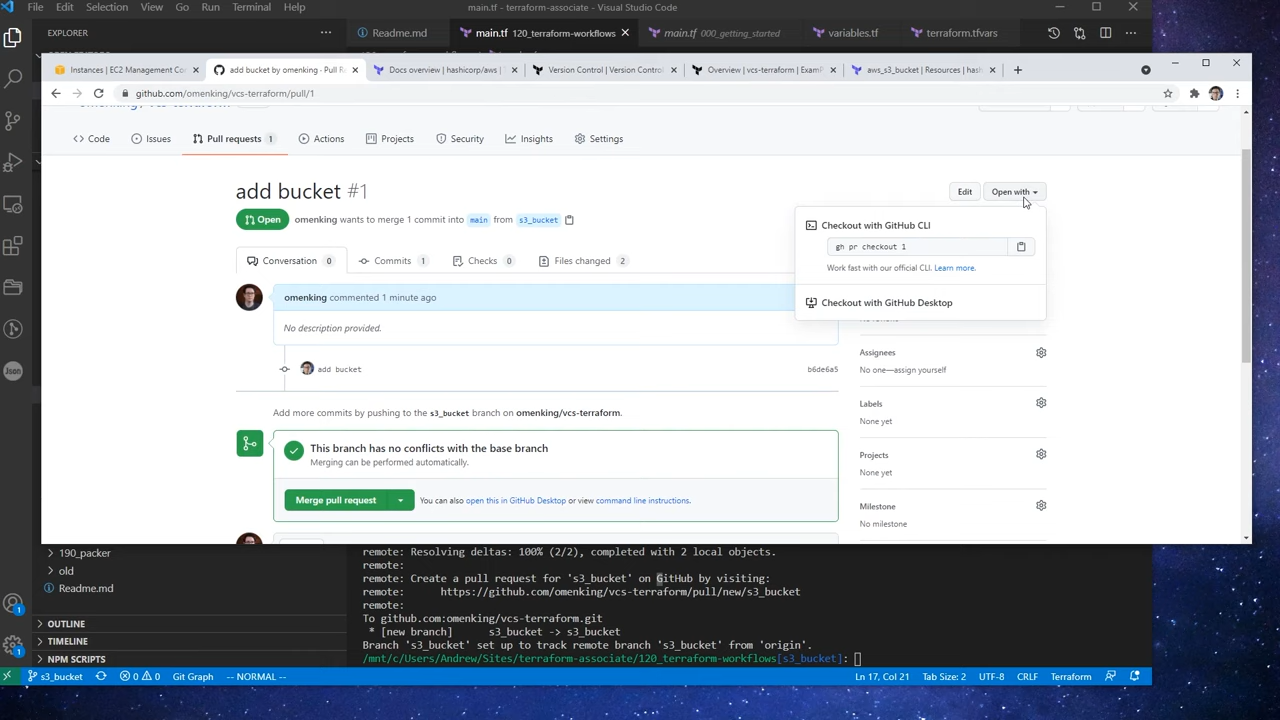 File Edit Selection View Go Run Terminal Help
main.tf - terraform-associate - Visual Studio Code
EXPLORER
Readme.md
main.tf 120_terraform-workflows
main.tf 000_getting_started
variables.tf
terraform.tfvars
Instances | EC2 Management Co
add bucket by omenking · Pull R
Docs overview | hashicorp/aws | T
Version Control | Version Control |
Overview | vcs-terraform | ExamP
aws_s3_bucket | Resources | hash
github.com/omenking/vcs-terraform/pull/1
Code Issues Pull requests 1 Actions Projects Security Insights Settings
add bucket #1
Edit Open with
Open omenking wants to merge 1 commit into main from s3_bucket
Checkout with GitHub CLI
gh pr checkout 1
Work fast with our official CLI. Learn more.
Checkout with GitHub Desktop
Conversation 0 Commits 1 Checks 0 Files changed 2
omenking commented 1 minute ago
No description provided.
add bucket b6de6a5
Assignees
No one—assign yourself
Labels
None yet
Projects
None yet
Milestone
No milestone
Add more commits by pushing to the s3_bucket branch on omenking/vcs-terraform.
This branch has no conflicts with the base branch
Merging can be performed automatically.
Merge pull request You can also open this in GitHub Desktop or view command line instructions.
Json
190_packer
old
Readme.md
OUTLINE
TIMELINE
NPM SCRIPTS
remote: Resolving deltas: 100% (2/2), completed with 2 local objects.
remote:
remote: Create a pull request for 's3_bucket' on GitHub by visiting:
remote: https://github.com/omenking/vcs-terraform/pull/new/s3_bucket
remote:
To github.com:omenking/vcs-terraform.git
* [new branch] s3_bucket -> s3_bucket
Branch 's3_bucket' set up to track remote branch 's3_bucket' from 'origin'.
/mnt/c/Users/Andrew/Sites/terraform-associate/120_terraform-workflows[s3_bucket]:
1
1
s3_bucket 0 0 Git Graph -- NORMAL -- Ln 17, Col 21 Tab Size: 2 UTF-8 CRLF Terraform